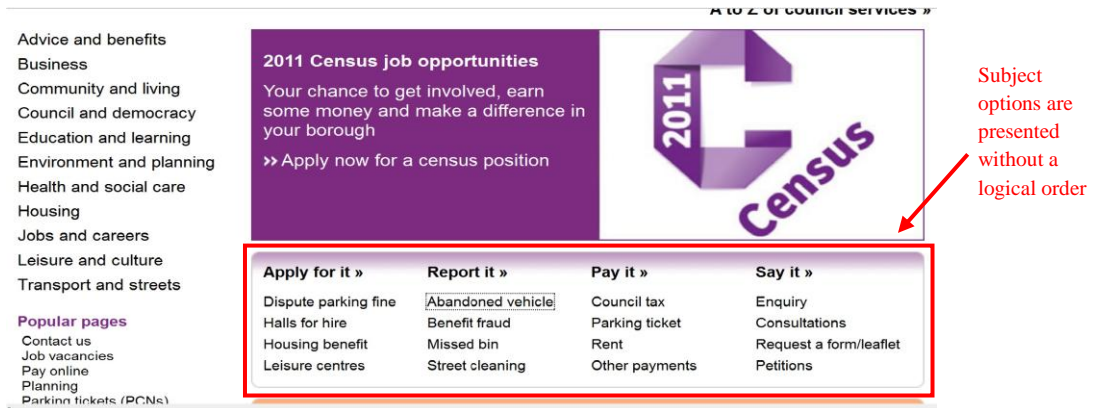 A to Z of council services »
Advice and benefits
Business
Community and living
Council and democracy
Education and learning
Environment and planning
Health and social care
Housing
Jobs and careers
Leisure and culture
Transport and streets
Popular pages
Contact us
Job vacancies
Pay online
Planning
Parking tickets (PCNs)
2011 Census job opportunities
Your chance to get involved, earn
some money and make a difference in
your borough
›› Apply now for a census position
2011
Census
Apply for it »
Dispute parking fine
Halls for hire
Housing benefit
Leisure centres
Report it »
Abandoned vehicle
Benefit fraud
Missed bin
Street cleaning
Pay it »
Council tax
Parking ticket
Rent
Other payments
Say it »
Enquiry
Consultations
Request a form/leaflet
Petitions
Subject
options are
presented
without a
logical order